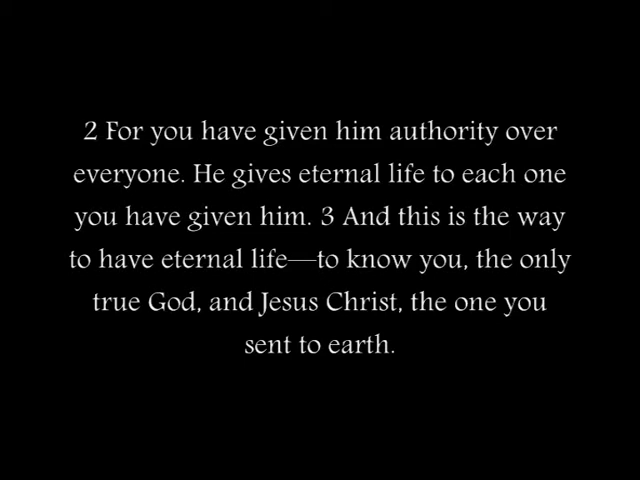 2 For you have given him authority over
everyone. He gives eternal life to each one
you have given him. 3 And this is the way
to have eternal life—to know you, the only
true God, and Jesus Christ, the one you
sent to earth.